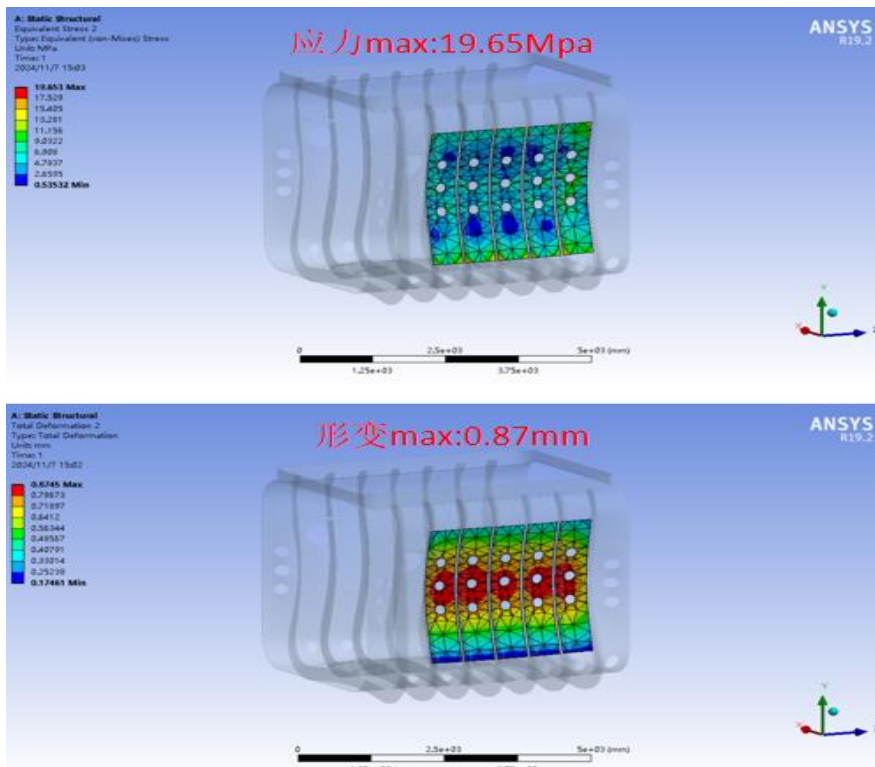 A: Static Structural
Equivalent Stress 2
Type: Equivalent (von-Mises) Stress
Unit: MPa
Time: 1
2024/11/7 15:03
19.653 Max
17.529
15.405
13.281
11.156
9.0322
6.908
4.7837
2.6595
0.53532 Min
应力max:19.65Mpa
ANSYS
R19.2
Y
X
Z
0
2.5e+03
5e+03 (mm)
1.25e+03
3.75e+03
A: Static Structural
Total Deformation 2
Type: Total Deformation
Unit: mm
Time: 1
2024/11/7 15:02
0.8745 Max
0.79673
0.71897
0.6412
0.56344
0.48567
0.40791
0.33014
0.25238
0.17461 Min
形变max:0.87mm
ANSYS
R19.2
Y
X
0
2.5e+03
5e+03 (mm)